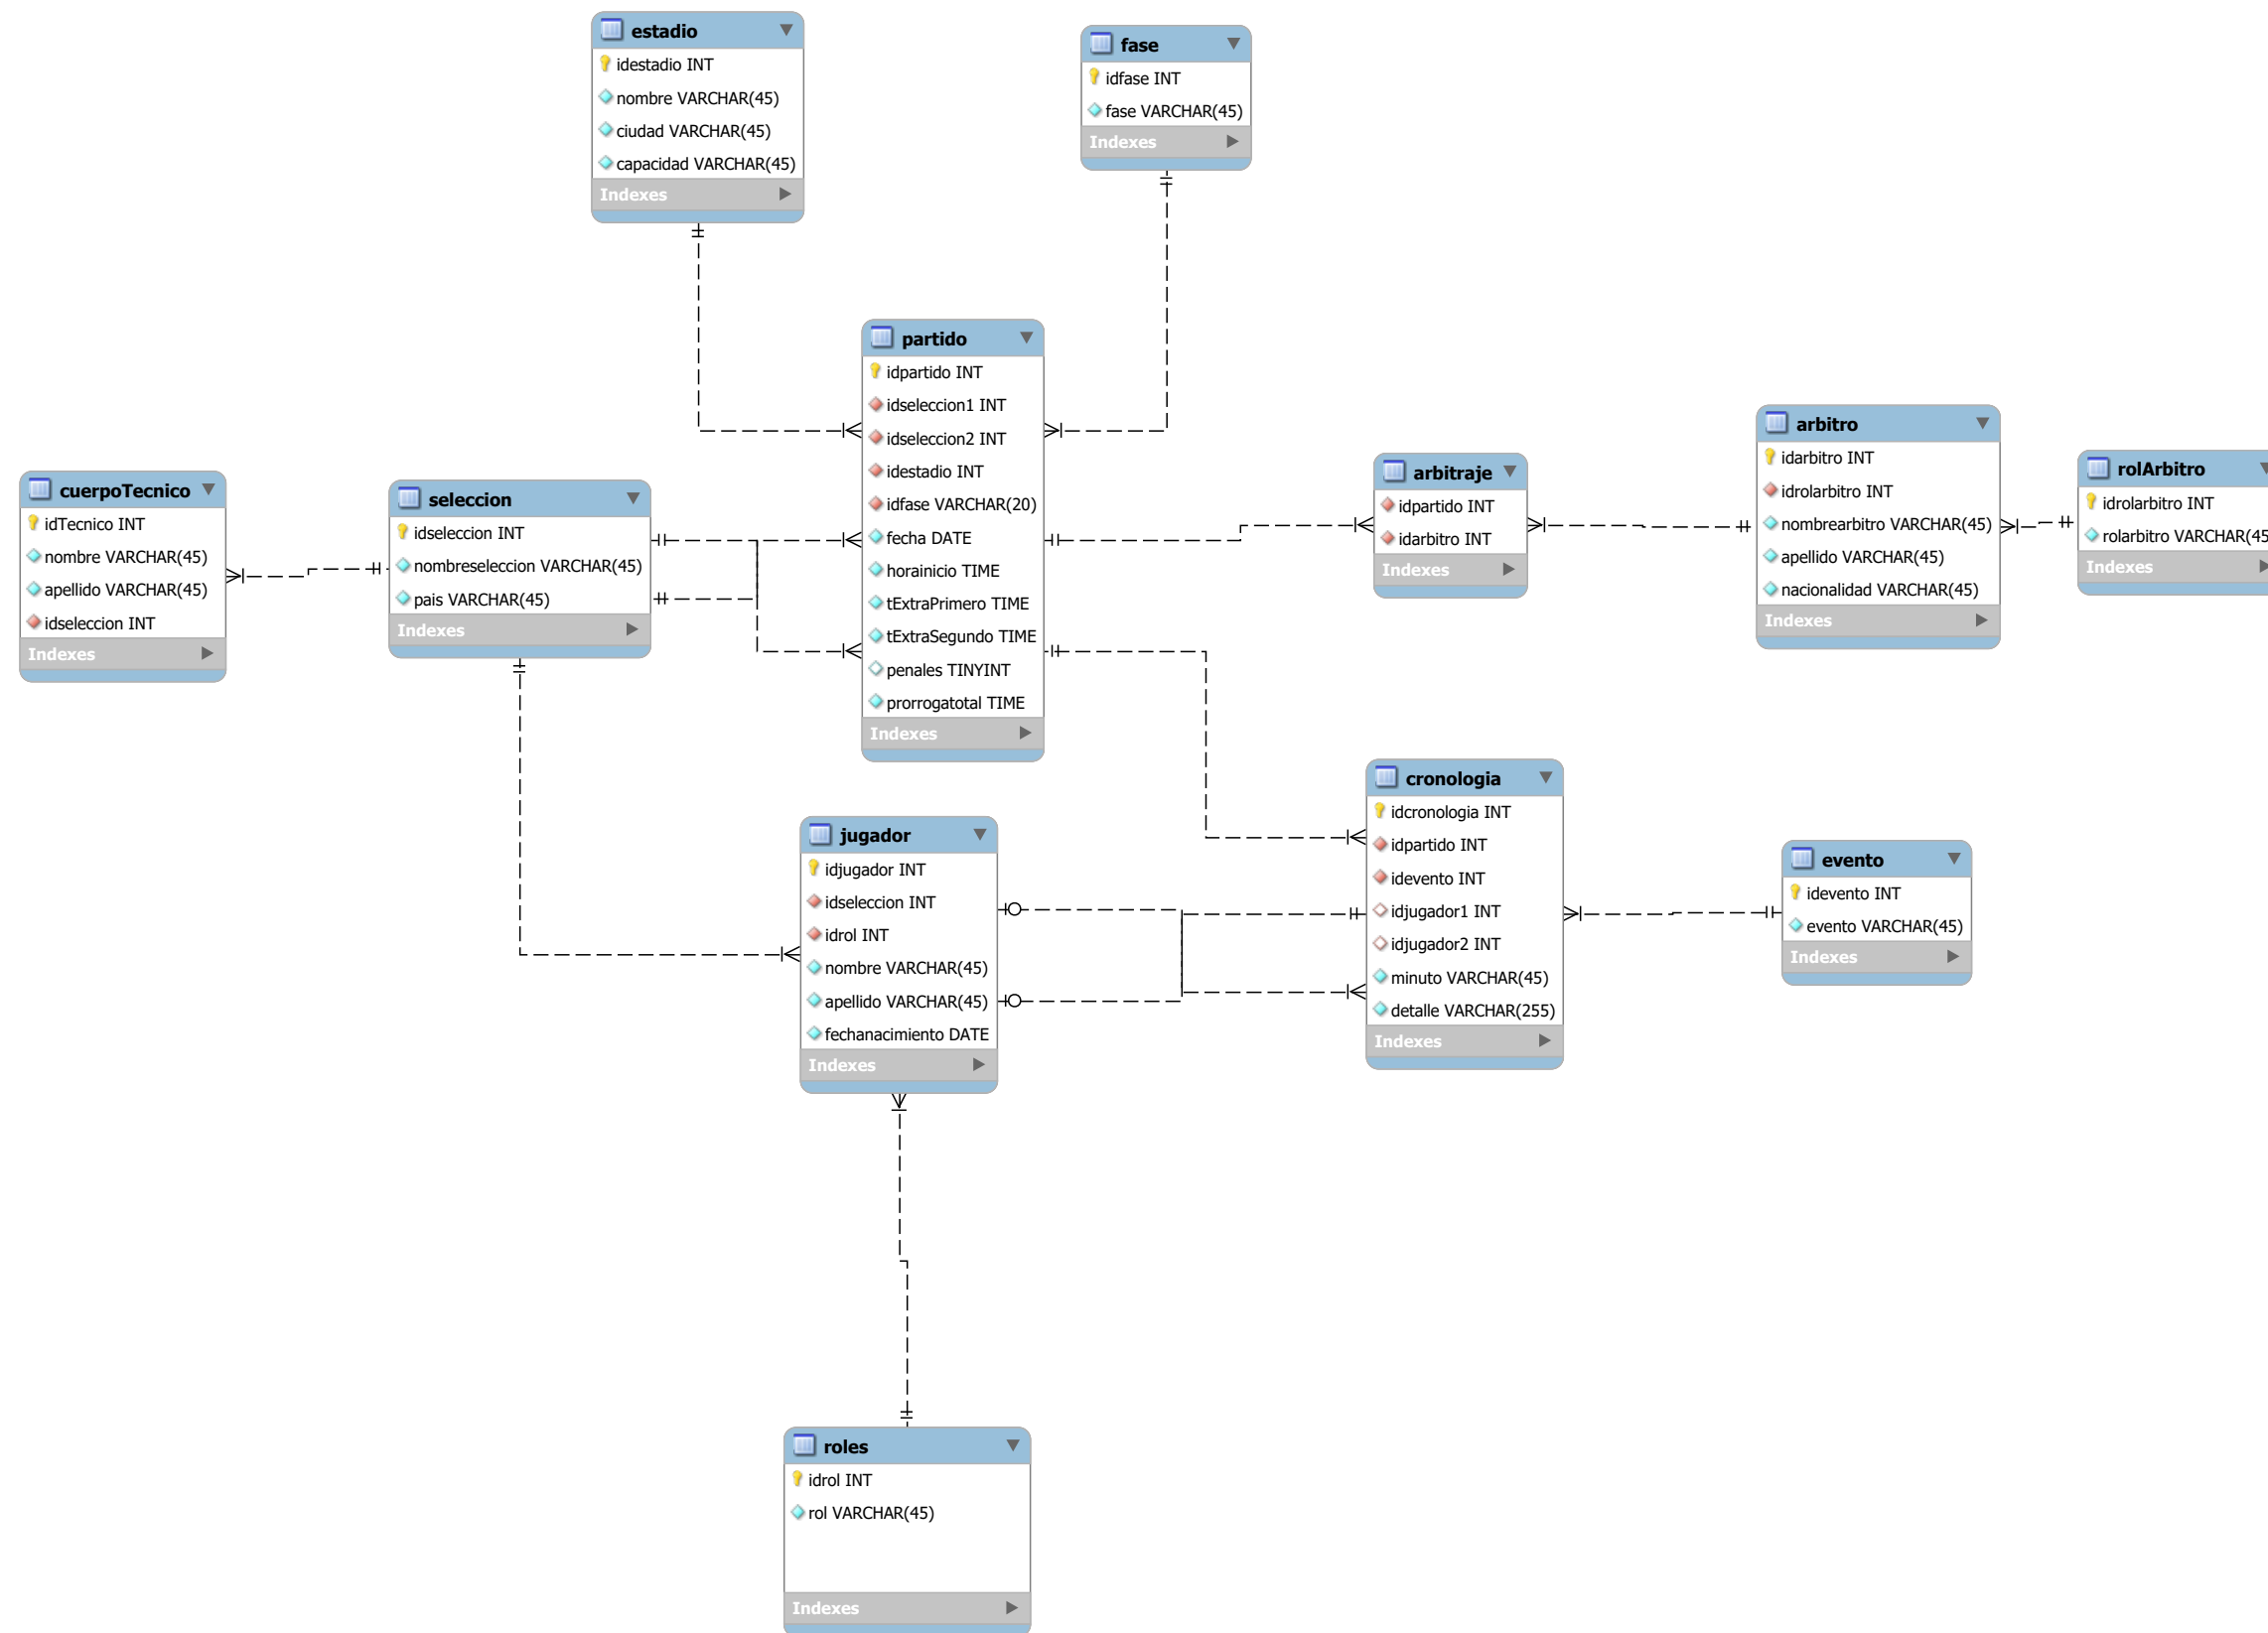 estadio
idestadio INT
nombre VARCHAR(45)
ciudad VARCHAR(45)
capacidad VARCHAR(45)
Indexes
fase
idfase INT
fase VARCHAR(45)
Indexes
partido
idpartido INT
idseleccion1 INT
idseleccion2 INT
idestadio INT
idfase VARCHAR(20)
fecha DATE
horainicio TIME
tExtraPrimero TIME
tExtraSegundo TIME
penales TINYINT
prorrogatotal TIME
Indexes
cuerpoTecnico
idTecnico INT
nombre VARCHAR(45)
apellido VARCHAR(45)
idseleccion INT
Indexes
seleccion
idseleccion INT
nombreseleccion VARCHAR(45)
pais VARCHAR(45)
Indexes
arbitraje
idpartido INT
idarbitro INT
Indexes
arbitro
idarbitro INT
idrolarbitro INT
nombrearbitro VARCHAR(45)
apellido VARCHAR(45)
nacionalidad VARCHAR(45)
Indexes
rolArbitro
idrolarbitro INT
rolarbitro VARCHAR(45
Indexes
jugador
idjugador INT
idseleccion INT
idrol INT
nombre VARCHAR(45)
apellido VARCHAR(45)
fechanacimiento DATE
Indexes
cronologia
idcronologia INT
idpartido INT
idevento INT
idjugador1 INT
idjugador2 INT
minuto VARCHAR(45)
detalle VARCHAR(255)
Indexes
evento
idevento INT
evento VARCHAR(45)
Indexes
roles
idrol INT
rol VARCHAR(45)
Indexes